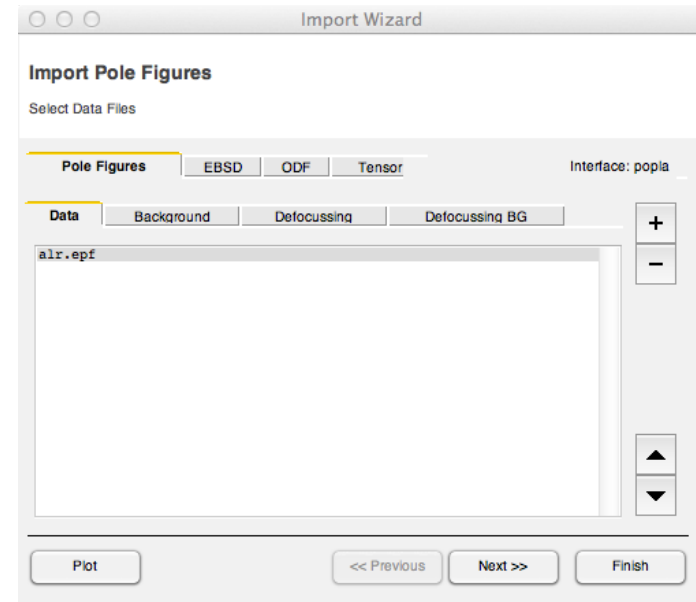 Import Wizard
Import Pole Figures
Select Data Files
Pole Figures EBSD ODF Tensor Interface: popla
Data Background Defocussing Defocussing BG +
alr.epf
−
Plot << Previous Next >> Finish